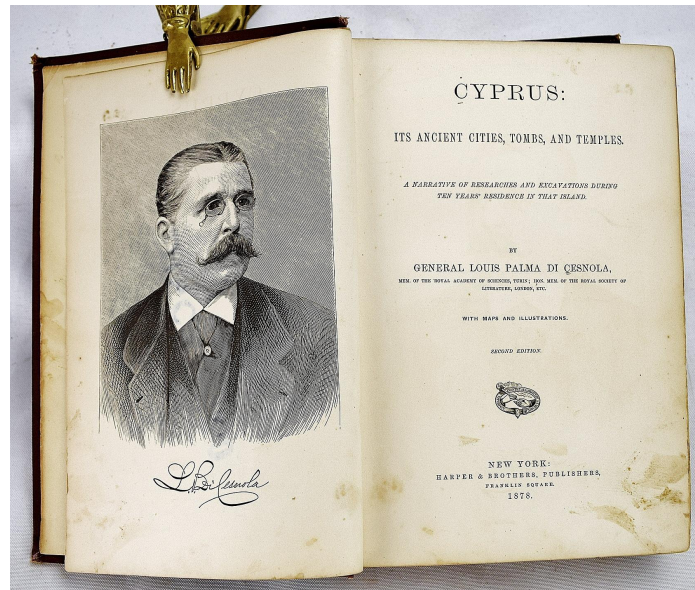 L. P. di Cesnola
CYPRUS:
ITS ANCIENT CITIES, TOMBS, AND TEMPLES.
A NARRATIVE OF RESEARCHES AND EXCAVATIONS DURING
TEN YEARS' RESIDENCE IN THAT ISLAND.
BY
GENERAL LOUIS PALMA DI CESNOLA,
MEM. OF THE ROYAL ACADEMY OF SCIENCES, TURIN; HON. MEM. OF THE ROYAL SOCIETY OF
LITERATURE, LONDON, ETC.
WITH MAPS AND ILLUSTRATIONS.
SECOND EDITION.
NEW YORK:
HARPER & BROTHERS, PUBLISHERS,
FRANKLIN SQUARE.
1878.